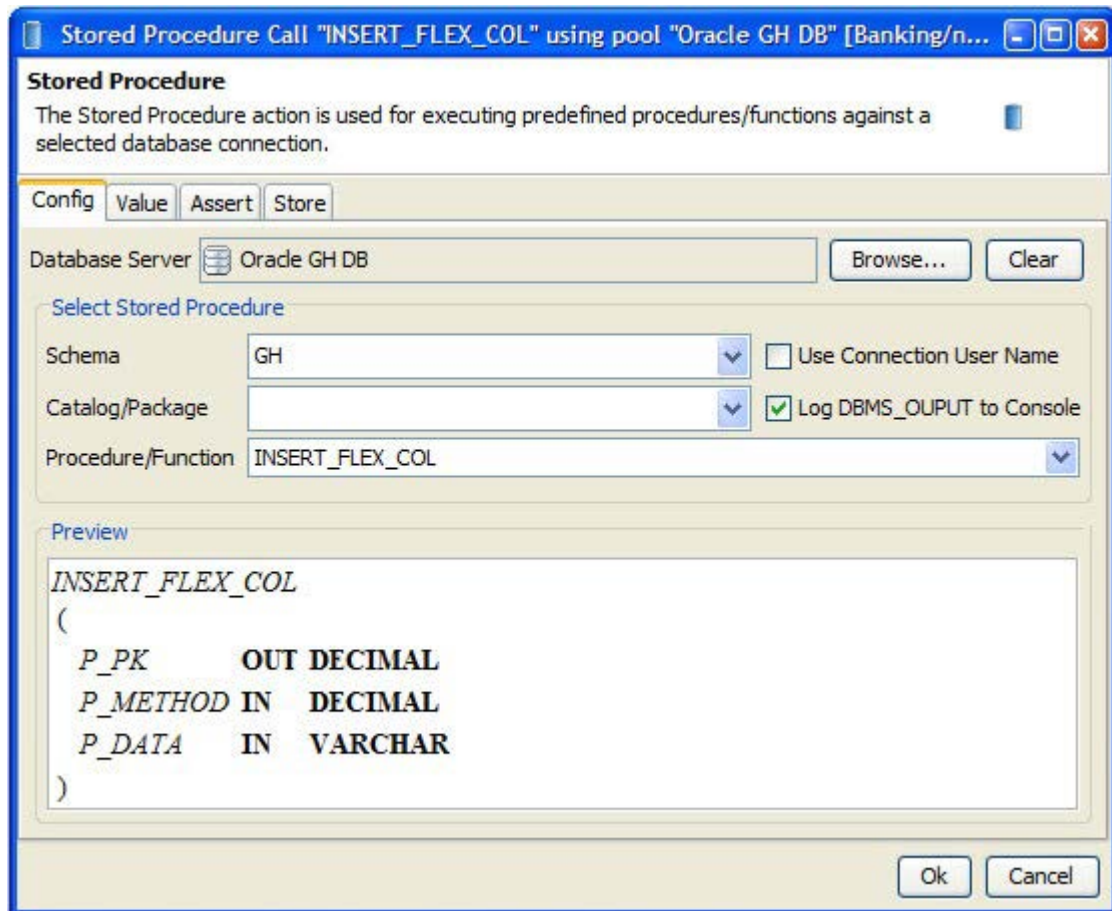 Stored Procedure Call "INSERT_FLEX_COL" using pool "Oracle GH DB" [Banking/n...
Stored Procedure
The Stored Procedure action is used for executing predefined procedures/functions against a
selected database connection.
Config Value Assert Store
Database Server Oracle GH DB Browse... Clear
Select Stored Procedure
Schema GH Use Connection User Name
Catalog/Package Log DBMS_OUPUT to Console
Procedure/Function INSERT_FLEX_COL
Preview
INSERT_FLEX_COL
(
P_PK OUT DECIMAL
P_METHOD IN DECIMAL
P_DATA IN VARCHAR
)
Ok Cancel